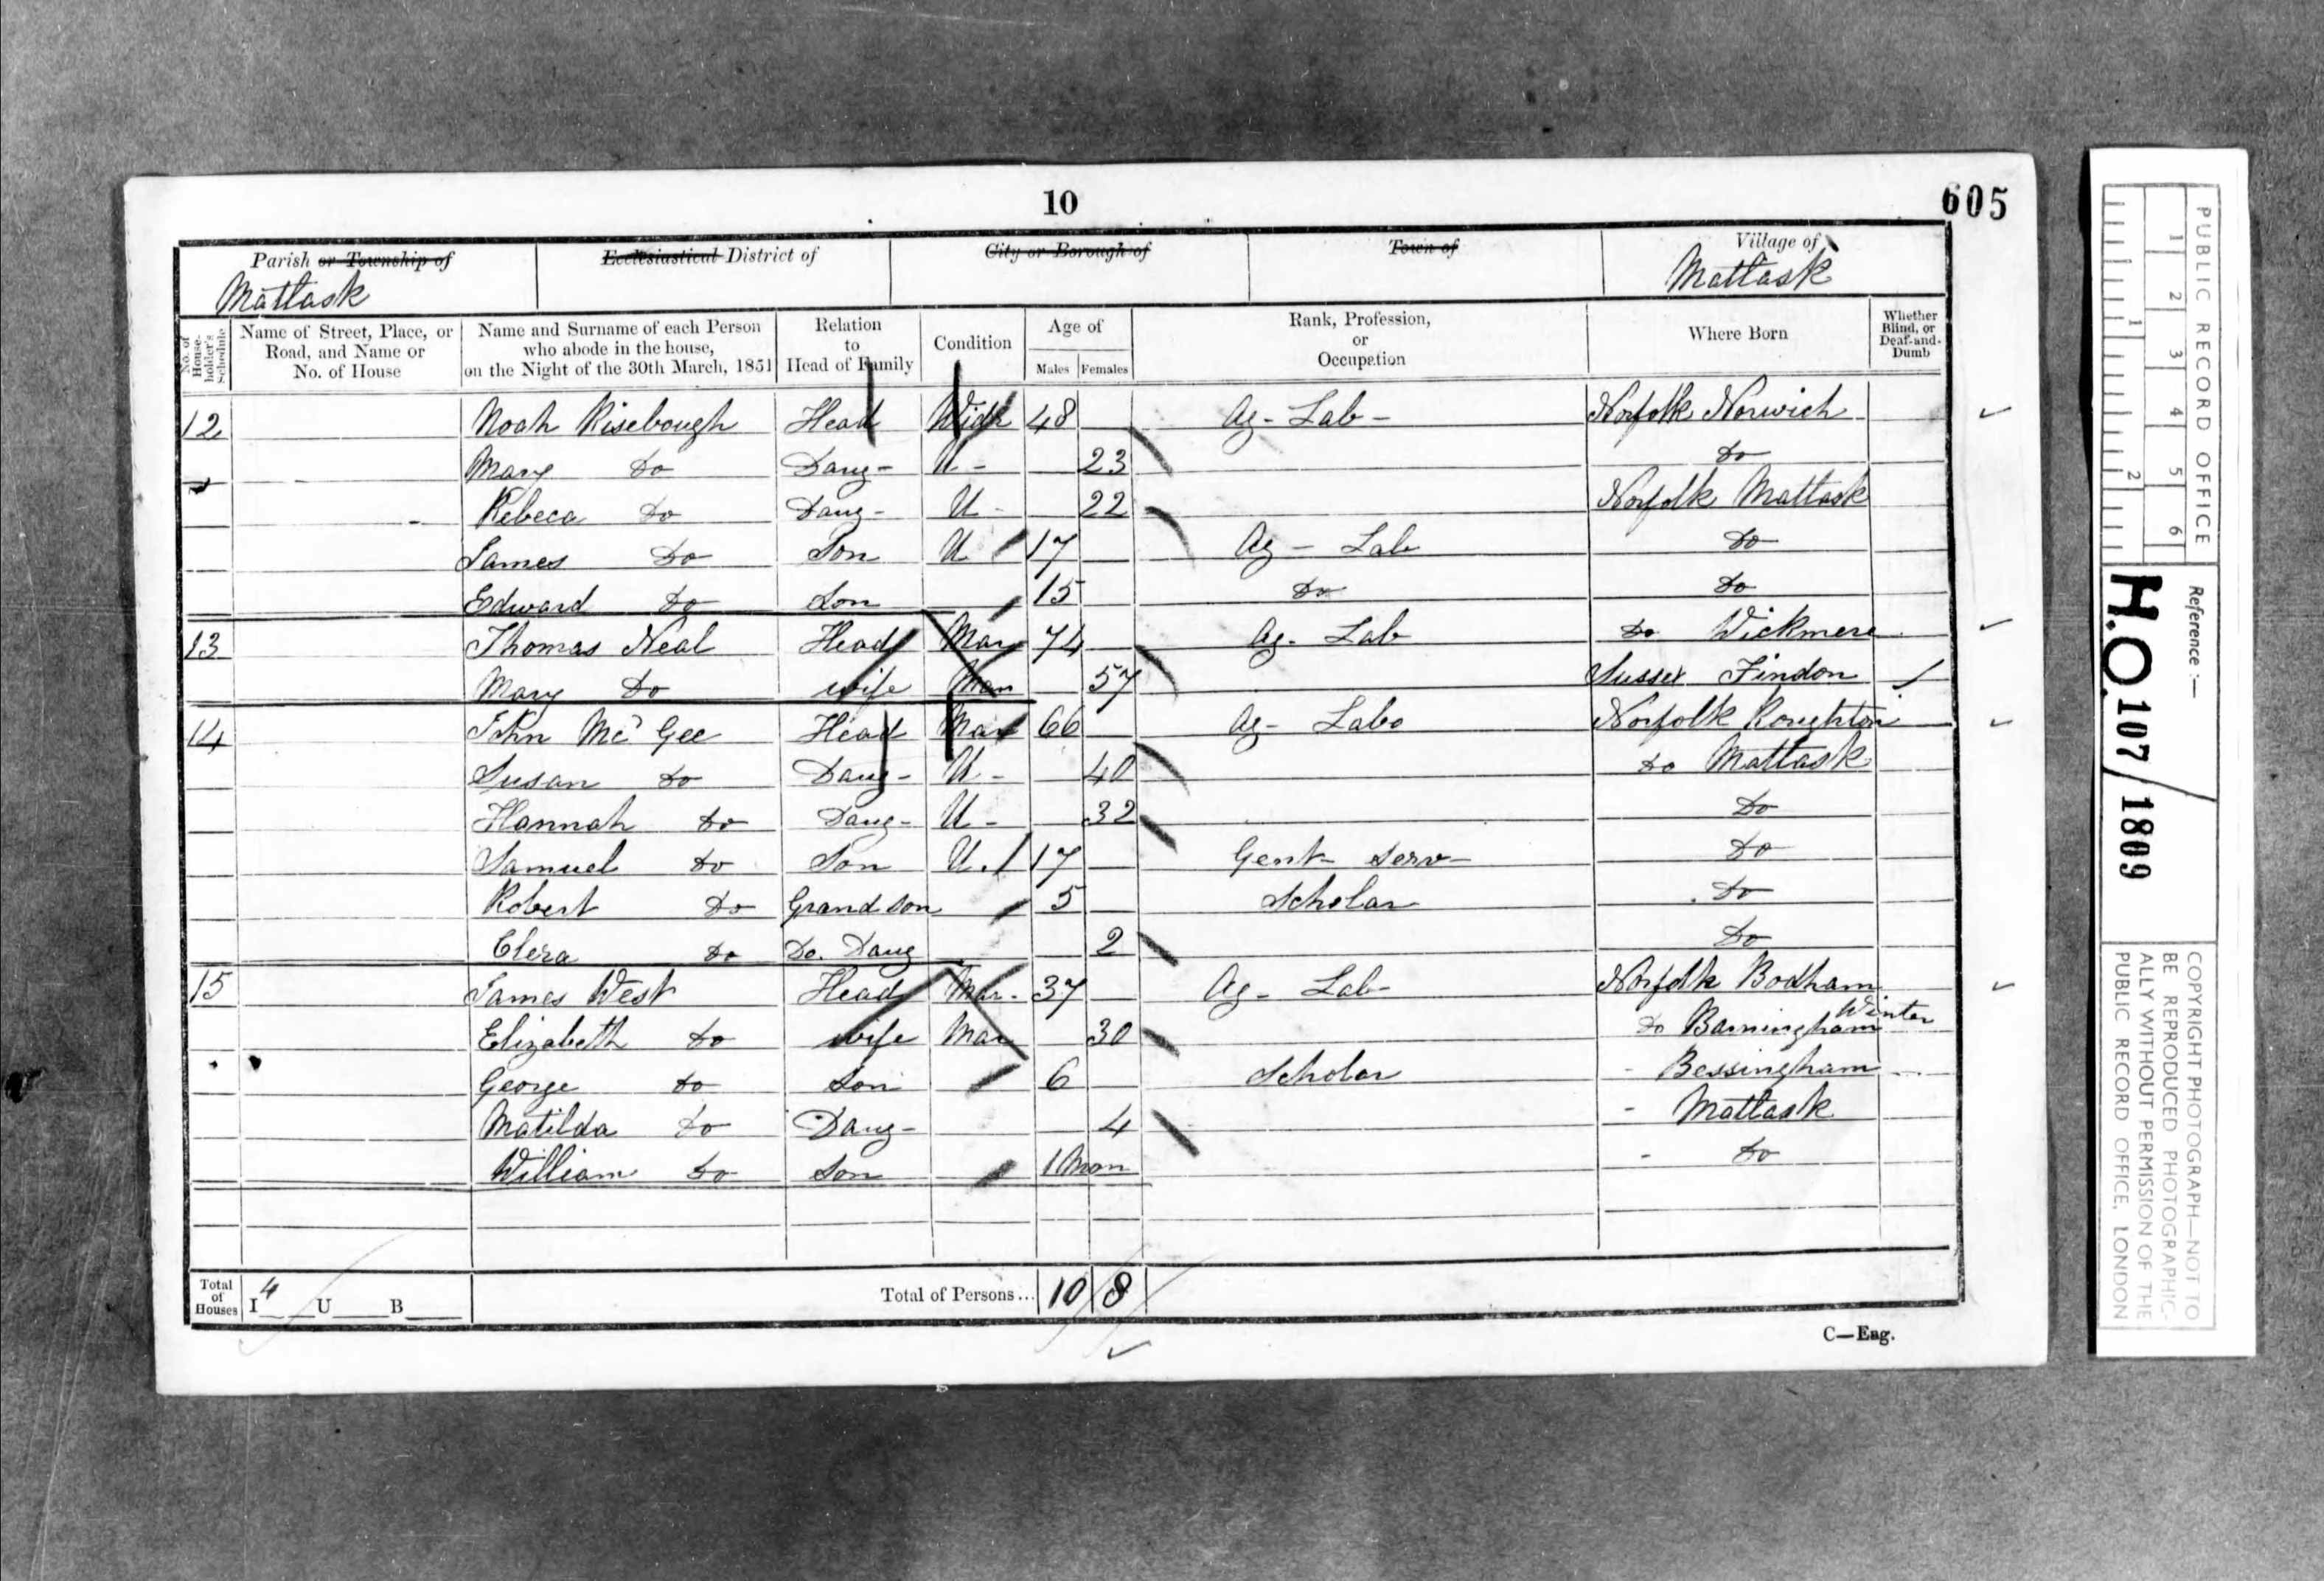 10
605
Parish or Township of
Mattask
Ecclesiastical District of
City or Borough of
Town of
Village of
Mattask
No. of House-holder's Schedule
Name of Street, Place, or Road, and Name or No. of House
Name and Surname of each Person who abode in the house, on the Night of the 30th March, 1851
Relation to Head of Family
Condition
Age of
Males Females
Rank, Profession, or Occupation
Where Born
Whether Blind, or Deaf-and-Dumb
12 Noah Risebough Head Widr 48 Ag - Lab - Norfolk Norwich
Mary Do Daug - U - 23 Do
Rebeca Do Daug - U - 22 Norfolk Mattask
James Do Son U 17 Ag - Lab Do
Edward Do Son 15 Do Do
13 Thomas Neal Head Mar 74 Ag - Lab Do Wickmere
Mary Do wife Mar 57 Sussex Findon
14 John Mc Gee Head Mar 66 Ag - Labo Norfolk Roughton
Susan Do Daug - U - 40 Do Mattask
Hannah Do Daug - U - 32 Do
Samuel Do Son U. 17 Gent - Serv - Do
Robert Do Grand son 5 Scholar Do
Clera Do Do. Daug 2 Do
15 James West Head Mar - 37 Ag - Lab - Norfolk Bodham
Elizabeth Do wife Mar 30 Do Barningham Winter
George Do Son 6 Scholar - Bessingham
Matilda Do Daug - 4 - Mattask
William Do Son 1 Mon - Do
Total of Houses I 4 U B
Total of Persons... 10 8
C—Eng.
PUBLIC RECORD OFFICE
1 2 3 4 5 6
1 2
Reference :—
H.O. 107/1809
COPYRIGHT PHOTOGRAPH—NOT TO
BE REPRODUCED PHOTOGRAPHIC-
ALLY WITHOUT PERMISSION OF THE
PUBLIC RECORD OFFICE, LONDON